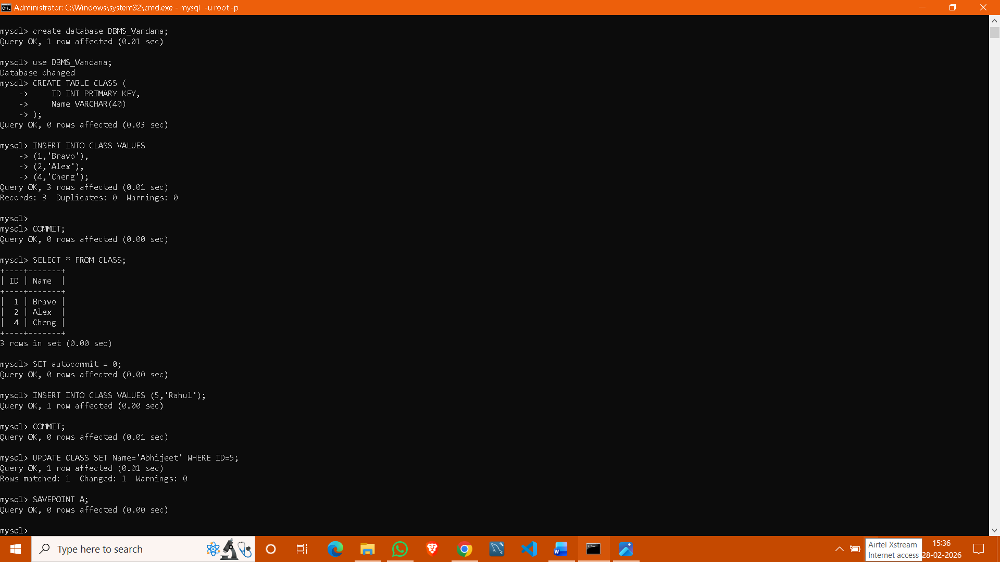 Administrator: C:\Windows\system32\cmd.exe - mysql  -u root -p
mysql> create database DBMS_Vandana;
Query OK, 1 row affected (0.01 sec)
mysql> use DBMS_Vandana;
Database changed
mysql> CREATE TABLE CLASS (
    ->     ID INT PRIMARY KEY,
    ->     Name VARCHAR(40)
    -> );
Query OK, 0 rows affected (0.03 sec)
mysql> INSERT INTO CLASS VALUES
    -> (1,'Bravo'),
    -> (2,'Alex'),
    -> (4,'Cheng');
Query OK, 3 rows affected (0.01 sec)
Records: 3  Duplicates: 0  Warnings: 0
mysql>
mysql> COMMIT;
Query OK, 0 rows affected (0.00 sec)
mysql> SELECT * FROM CLASS;
+----+-------+
| ID | Name  |
+----+-------+
|  1 | Bravo |
|  2 | Alex  |
|  4 | Cheng |
+----+-------+
3 rows in set (0.00 sec)
mysql> SET autocommit = 0;
Query OK, 0 rows affected (0.00 sec)
mysql> INSERT INTO CLASS VALUES (5,'Rahul');
Query OK, 1 row affected (0.00 sec)
mysql> COMMIT;
Query OK, 0 rows affected (0.01 sec)
mysql> UPDATE CLASS SET Name='Abhijeet' WHERE ID=5;
Query OK, 1 row affected (0.01 sec)
Rows matched: 1  Changed: 1  Warnings: 0
mysql> SAVEPOINT A;
Query OK, 0 rows affected (0.00 sec)
mysql>
Type here to search
Airtel Xstream
Internet access
15:36
28-02-2026